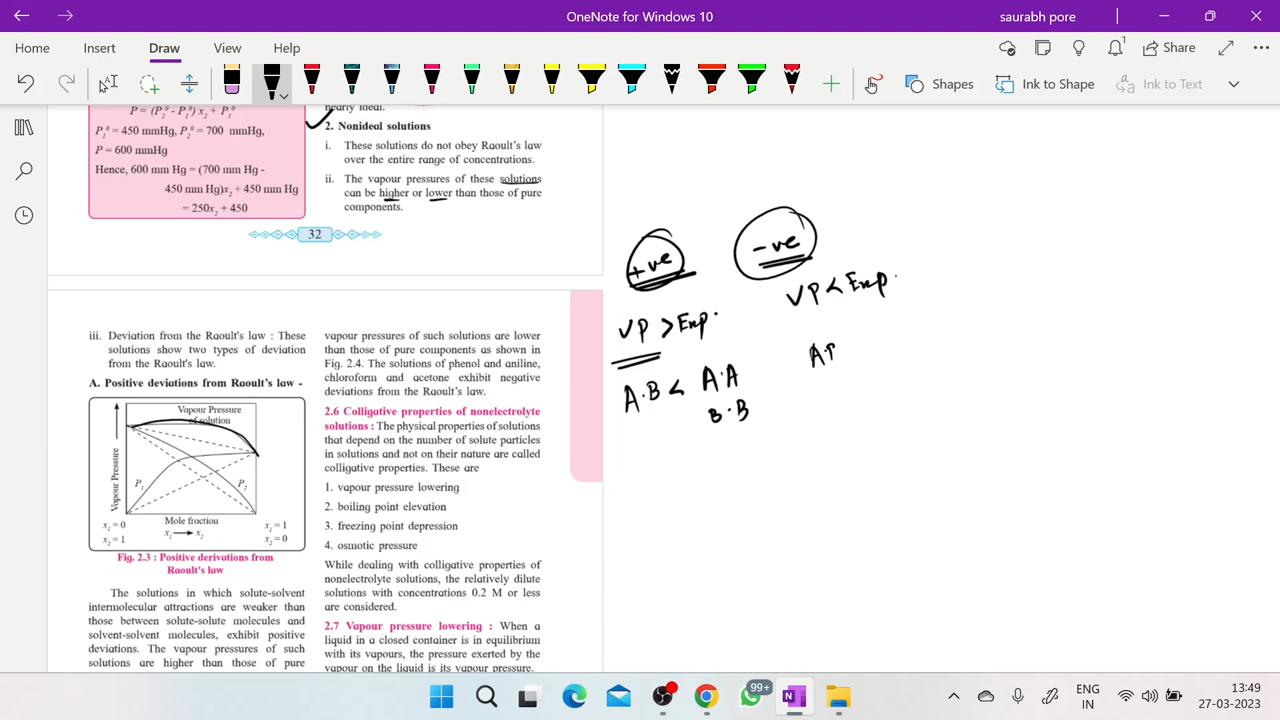 OneNote for Windows 10
saurabh pore
Home Insert Draw View Help
Share
Shapes
Ink to Shape
Ink to Text
P = (P₂⁰ - P₁⁰) x₂ + P₁⁰
P₁⁰ = 450 mmHg, P₂⁰ = 700 mmHg,
P = 600 mmHg
Hence, 600 mm Hg = (700 mm Hg -
450 mm Hg)x₂ + 450 mm Hg
= 250x₂ + 450
nearly ideal.
2. Nonideal solutions
i. These solutions do not obey Raoult's law
over the entire range of concentrations.
ii. The vapour pressures of these solutions
can be higher or lower than those of pure
components.
32
iii. Deviation from the Raoult's law : These
solutions show two types of deviation
from the Raoult's law.
A. Positive deviations from Raoult's law -
Vapour Pressure
of solution
Vapour Pressure
P₁
P₂
Mole froction
x₁ = 0
x₂ = 1
x₁ → x₂
x₁ = 1
x₂ = 0
Fig. 2.3 : Positive derivations from
Raoult's law
The solutions in which solute-solvent
intermolecular attractions are weaker than
those between solute-solute molecules and
solvent-solvent molecules, exhibit positive
deviations. The vapour pressures of such
solutions are higher than those of pure
vapour pressures of such solutions are lower
than those of pure components as shown in
Fig. 2.4. The solutions of phenol and aniline,
chloroform and acetone exhibit negative
deviations from the Raoult's law.
2.6 Colligative properties of nonelectrolyte
solutions : The physical properties of solutions
that depend on the number of solute particles
in solutions and not on their nature are called
colligative properties. These are
1. vapour pressure lowering
2. boiling point elevation
3. freezing point depression
4. osmotic pressure
While dealing with colligative properties of
nonelectrolyte solutions, the relatively dilute
solutions with concentrations 0.2 M or less
are considered.
2.7 Vapour pressure lowering : When a
liquid in a closed container is in equilibrium
with its vapours, the pressure exerted by the
vapour on the liquid is its vapour pressure.
+ve
VP > Exp.
A.B < A.A
B.B
-ve
VP < Exp.
99+
ENG
IN
13:49
27-03-2023